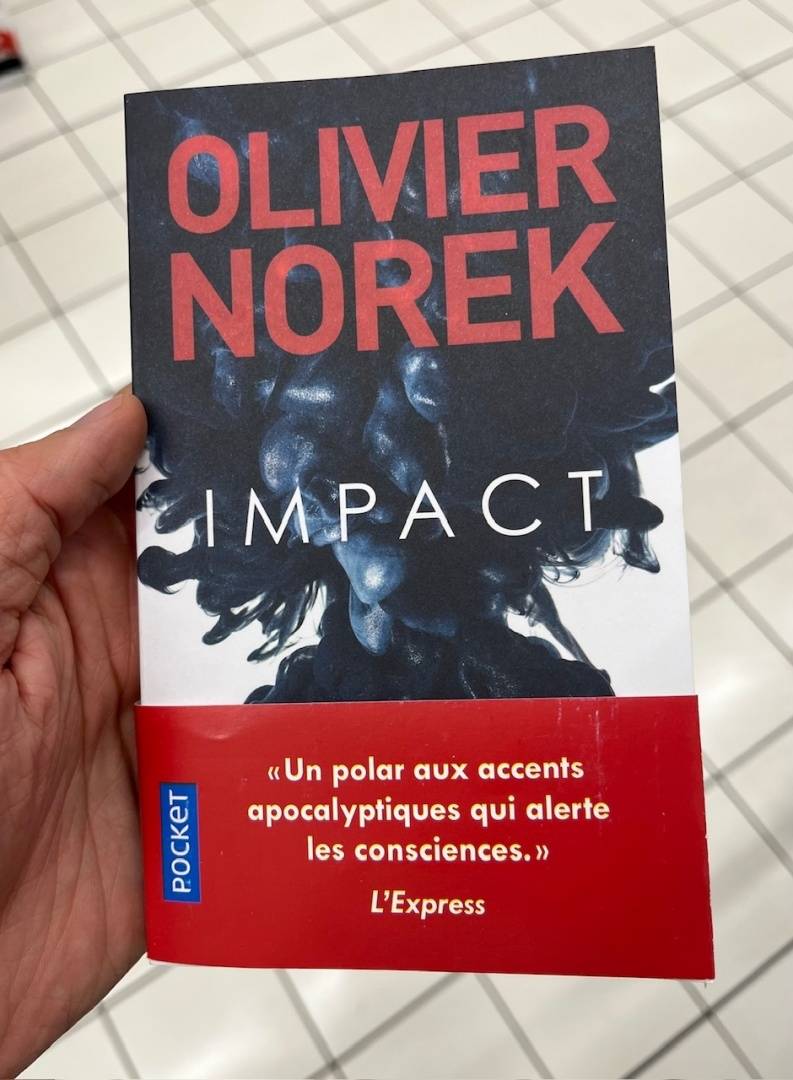 OLIVIER
NOREK
IMPACT
«Un polar aux accents
apocalyptiques qui alerte
les consciences.»
L'Express
POCKET